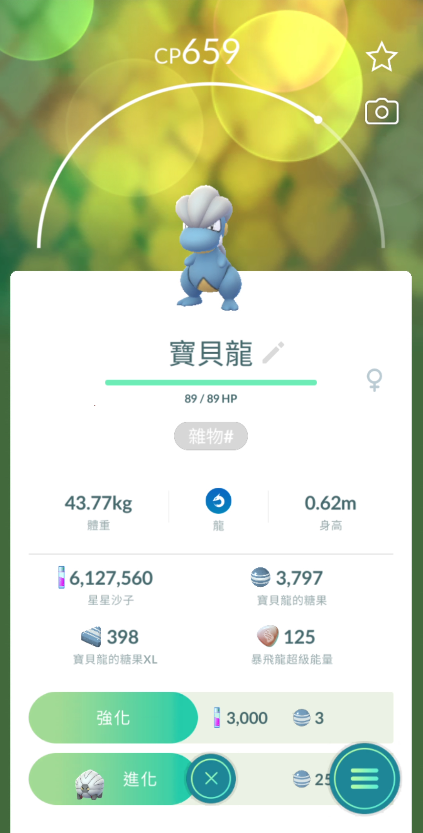 CP659
寶貝龍
89 / 89 HP
雜物#
43.77kg
體重
龍
0.62m
身高
6,127,560
星星沙子
3,797
寶貝龍的糖果
398
寶貝龍的糖果XL
125
暴飛龍超級能量
強化
3,000
3
進化